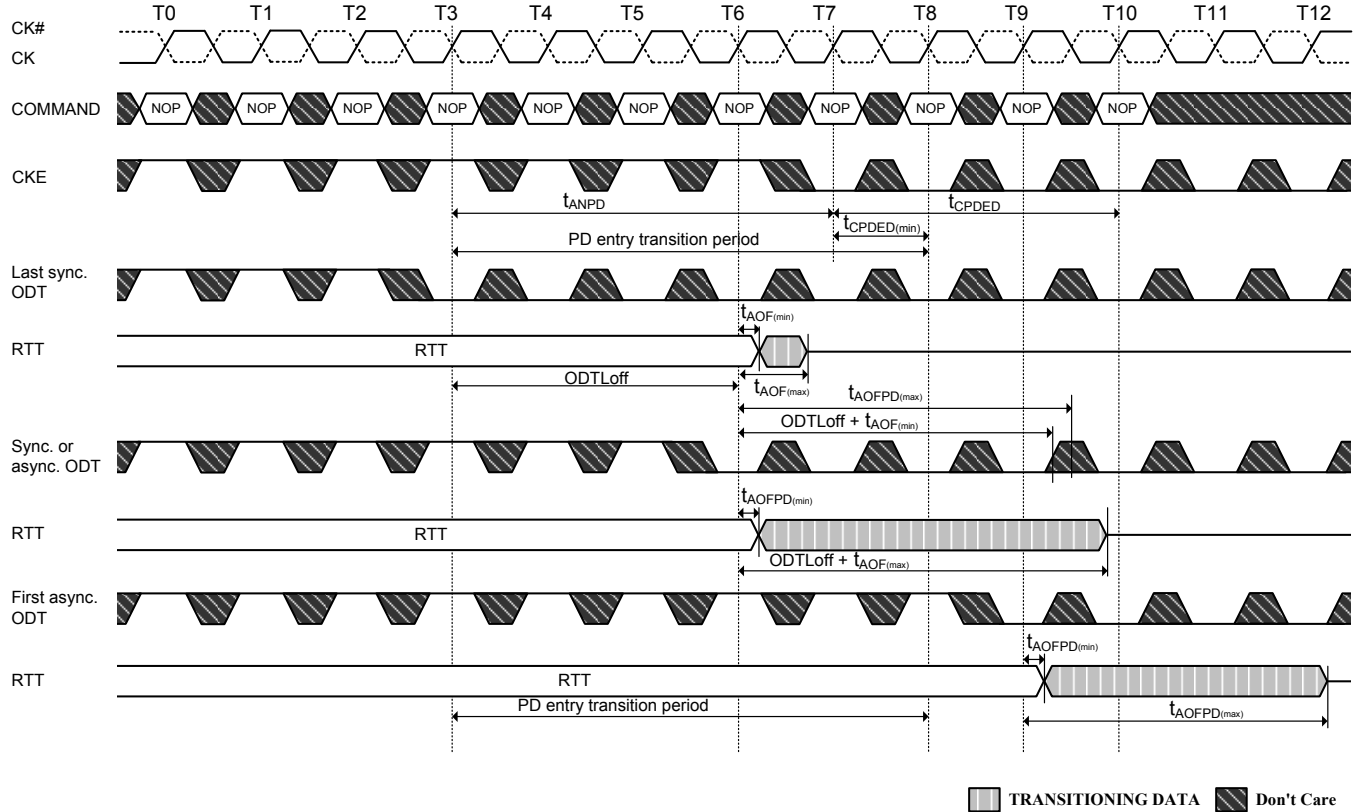 T0 T1 T2 T3 T4 T5 T6 T7 T8 T9 T10 T11 T12
CK#
CK
COMMAND NOP NOP NOP NOP NOP NOP NOP NOP NOP NOP NOP
CKE
tANPD tCPDED
tCPDED(min)
PD entry transition period
Last sync.
ODT
tAOF(min)
RTT RTT
ODTLoff tAOF(max)
tAOFPD(max)
ODTLoff + tAOF(min)
Sync. or
async. ODT
tAOFPD(min)
RTT RTT
ODTLoff + tAOF(max)
First async.
ODT
tAOFPD(min)
RTT RTT
PD entry transition period tAOFPD(max)
TRANSITIONING DATA Don't Care